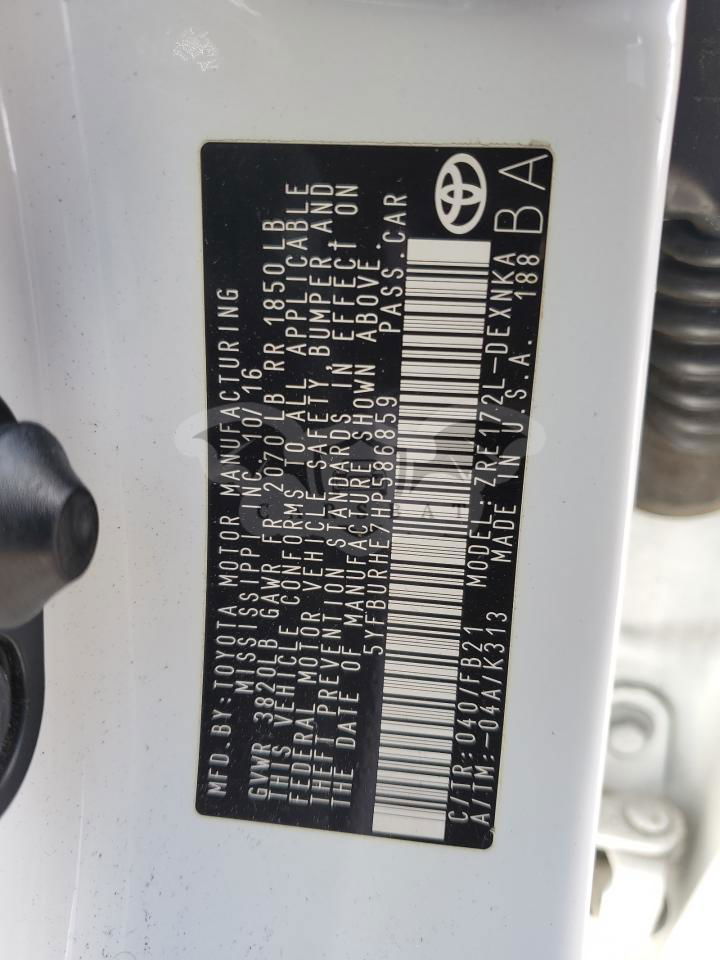 MFD.BY:TOYOTA MOTOR MANUFACTURING
MISSISSIPPI INC. 10/16
GVWR 3820LB GAWR FR 2070LB RR 1850LB
THIS VEHICLE CONFORMS TO ALL APPLICABLE
FEDERAL MOTOR VEHICLE SAFETY, BUMPER AND
THEFT PREVENTION STANDARDS IN EFFECT ON
THE DATE OF MANUFACTURE SHOWN ABOVE.
5YFBURHE7HP586859 PASS.CAR
C/TR:040/FB21 MODEL:ZRE172L-DEXNKA
A/TM:-04A/K313 MADE IN U.S.A. 188
BA